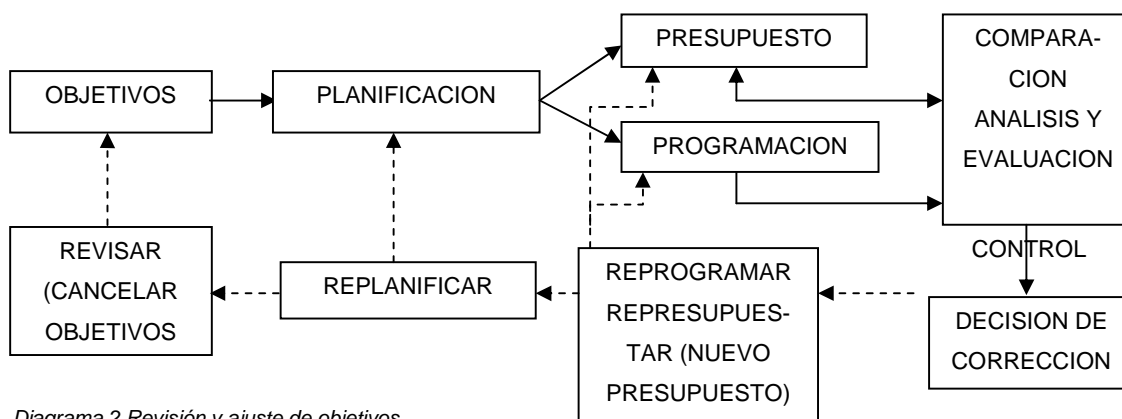 PRESUPUESTO
COMPARA-
CION
ANALISIS Y
EVALUACION
OBJETIVOS
PLANIFICACION
PROGRAMACION
CONTROL
REVISAR
(CANCELAR
OBJETIVOS
REPLANIFICAR
REPROGRAMAR
REPRESUPUES-
TAR (NUEVO
PRESUPUESTO)
DECISION DE
CORRECCION
Diagrama 2 Revisión y ajuste de objetivos